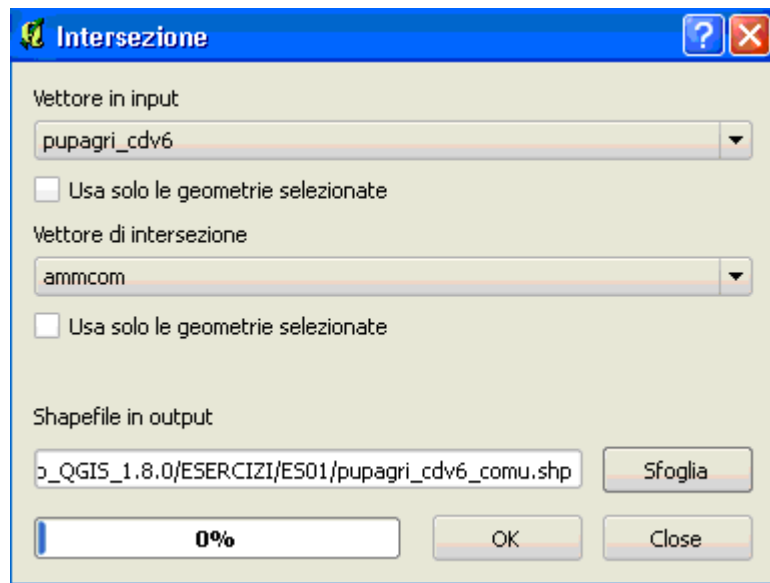 Intersezione
Vettore in input
pupagri_cdv6
Usa solo le geometrie selezionate
Vettore di intersezione
ammcom
Usa solo le geometrie selezionate
Shapefile in output
o_QGIS_1.8.0/ESERCIZI/ES01/pupagri_cdv6_comu.shp
Sfoglia
0%
OK
Close